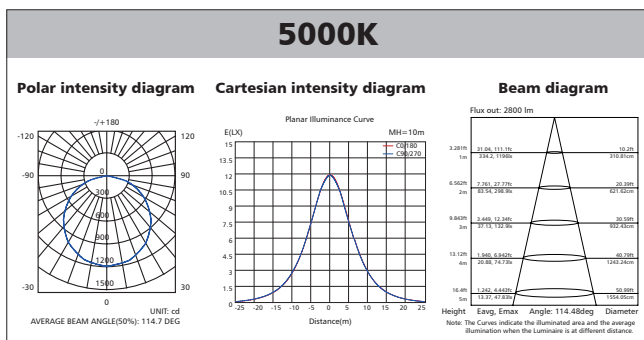 5000K
Polar intensity diagram
-/+180
-120
120
-90
90
0
300
600
900
1200
1500
-30
30
0
UNIT: cd
AVERAGE BEAM ANGLE(50%): 114.7 DEG
Cartesian intensity diagram
Planar Illuminance Curve
E(LX)
MH=10m
C0/180
C90/270
15
13.5
12
10.5
9
7.5
6
4.5
3
1.5
0
-25 -20 -15 -10 -5 0 5 10 15 20 25
Distance(m)
Beam diagram
Flux out: 2800 lm
3.281ft 31.04, 111.1fc 10.2ft
1m 334.2, 1196lx 310.81cm
6.562ft 7.761, 27.77fc 20.39ft
2m 83.54, 298.9lx 621.62cm
9.843ft 3.449, 12.34fc 30.59ft
3m 37.13, 132.9lx 932.43cm
13.12ft 1.940, 6.942fc 40.79ft
4m 20.88, 74.73lx 1243.24cm
16.4ft 1.242, 4.443fc 50.99ft
5m 13.37, 47.83lx 1554.05cm
Height Eavg, Emax Angle: 114.48deg Diameter
Note: The Curves indicate the illuminated area and the average
illumination when the Luminaire is at different distance.